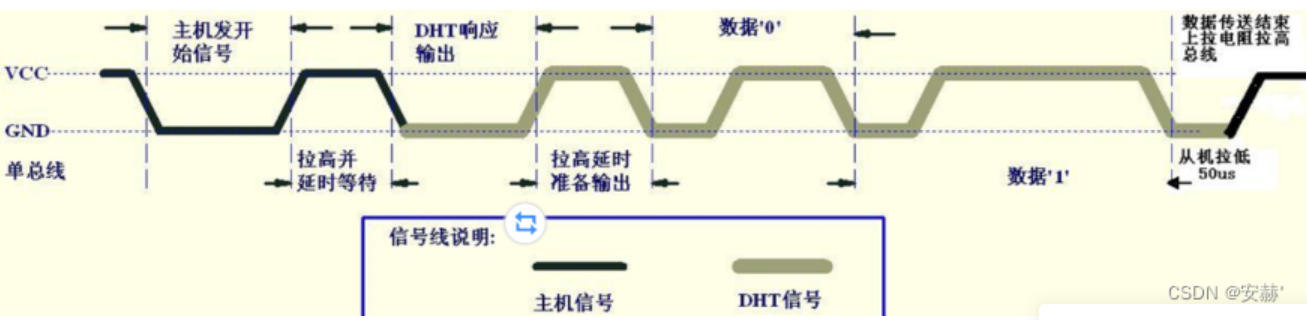 主机发开
始信号
DHT响应
输出
数据'0'
数据传送结束
上拉电阻拉高
总线
VCC
GND
单总线
拉高并
延时等待
拉高延时
准备输出
数据'1'
从机拉低
50us
信号线说明:
主机信号
DHT信号
CSDN @安赫'